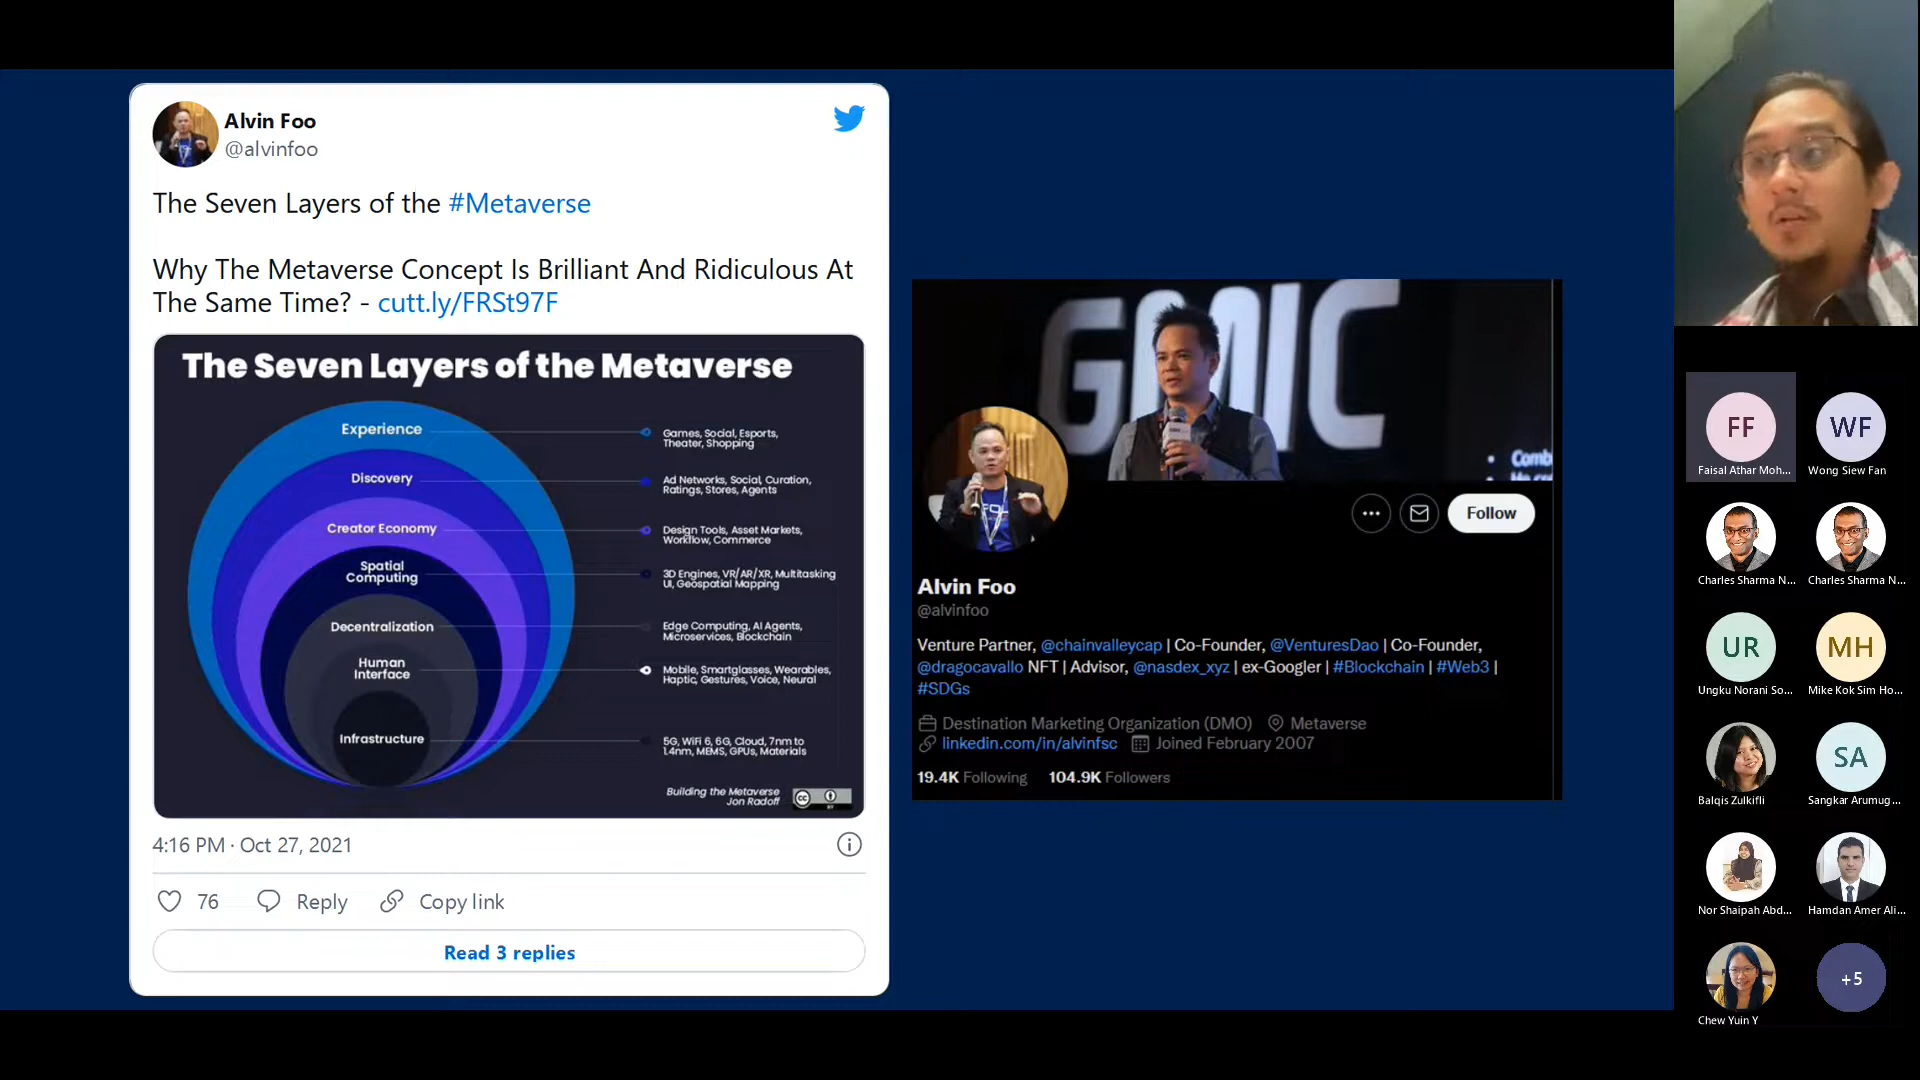 Alvin Foo
@alvinfoo
The Seven Layers of the #Metaverse
Why The Metaverse Concept Is Brilliant And Ridiculous At
The Same Time? - cutt.ly/FRSt97F
The Seven Layers of the Metaverse
Experience
Games, Social, Esports,
Theater, Shopping
Discovery
Ad Networks, Social, Curation,
Ratings, Stores, Agents
Creator Economy
Design Tools, Asset Markets,
Workflow, Commerce
Spatial
Computing
3D Engines, VR/AR/XR, Multitasking
UI, Geospatial Mapping
Decentralization
Edge Computing, AI Agents,
Microservices, Blockchain
Human
Interface
Mobile, Smartglasses, Wearables,
Haptic, Gestures, Voice, Neural
Infrastructure
5G, WiFi 6, 6G, Cloud, 7nm to
1.4nm, MEMS, GPUs, Materials
Building the Metaverse
Jon Radoff
cc
BY
4:16 PM · Oct 27, 2021
76
Reply
Copy link
Read 3 replies
GMIC
• Comb
Follow
Alvin Foo
@alvinfoo
Venture Partner, @chainvalleycap | Co-Founder, @VenturesDao | Co-Founder,
@dragocavallo NFT | Advisor, @nasdex_xyz | ex-Googler | #Blockchain | #Web3 |
#SDGs
Destination Marketing Organization (DMO) Metaverse
linkedin.com/in/alvinfsc Joined February 2007
19.4K Following 104.9K Followers
FF
Faisal Athar Moh...
WF
Wong Siew Fan
Charles Sharma N...
Charles Sharma N...
UR
Ungku Norani So...
MH
Mike Kok Sim Ho...
Balqis Zulkifli
SA
Sangkar Arumug...
Nor Shaipah Abd...
Hamdan Amer Ali...
Chew Yuin Y
+5